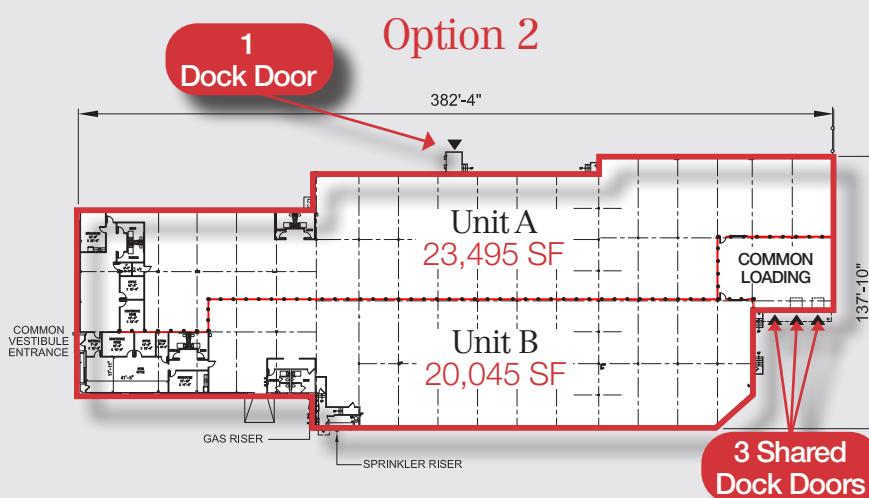 Option 2
1
Dock Door
382'-4"
Unit A
23,495 SF
COMMON
LOADING
137'-10"
COMMON
VESTIBULE
ENTRANCE
Unit B
20,045 SF
GAS RISER
SPRINKLER RISER
3 Shared
Dock Doors